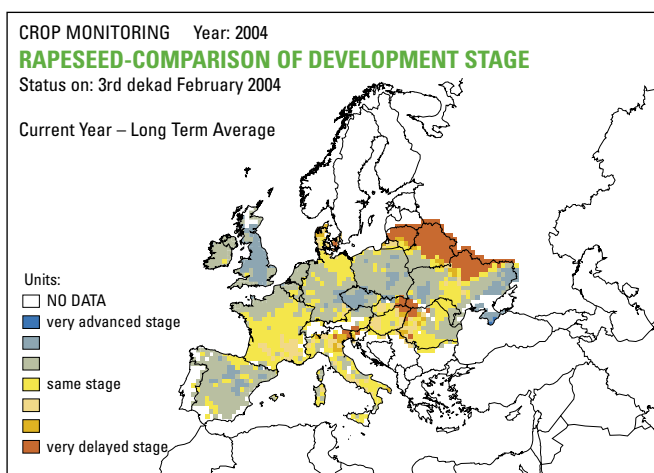 CROP MONITORING Year: 2004
RAPESEED-COMPARISON OF DEVELOPMENT STAGE
Status on: 3rd dekad February 2004
Current Year – Long Term Average
Units:
NO DATA
very advanced stage
same stage
very delayed stage